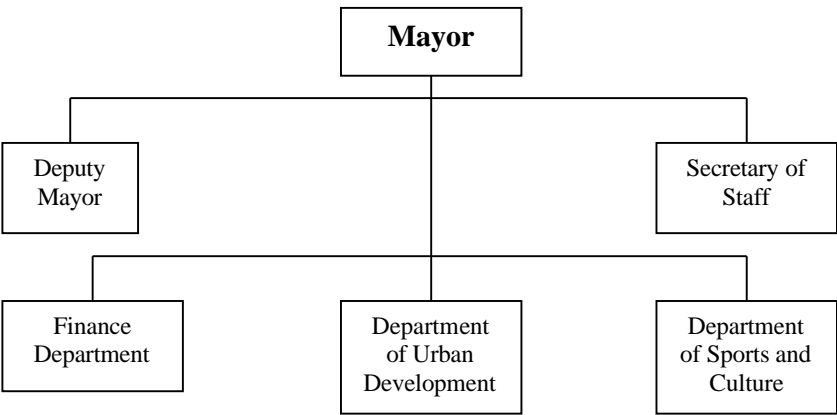 Mayor
Deputy
Mayor
Secretary of
Staff
Finance
Department
Department
of Urban
Development
Department
of Sports and
Culture